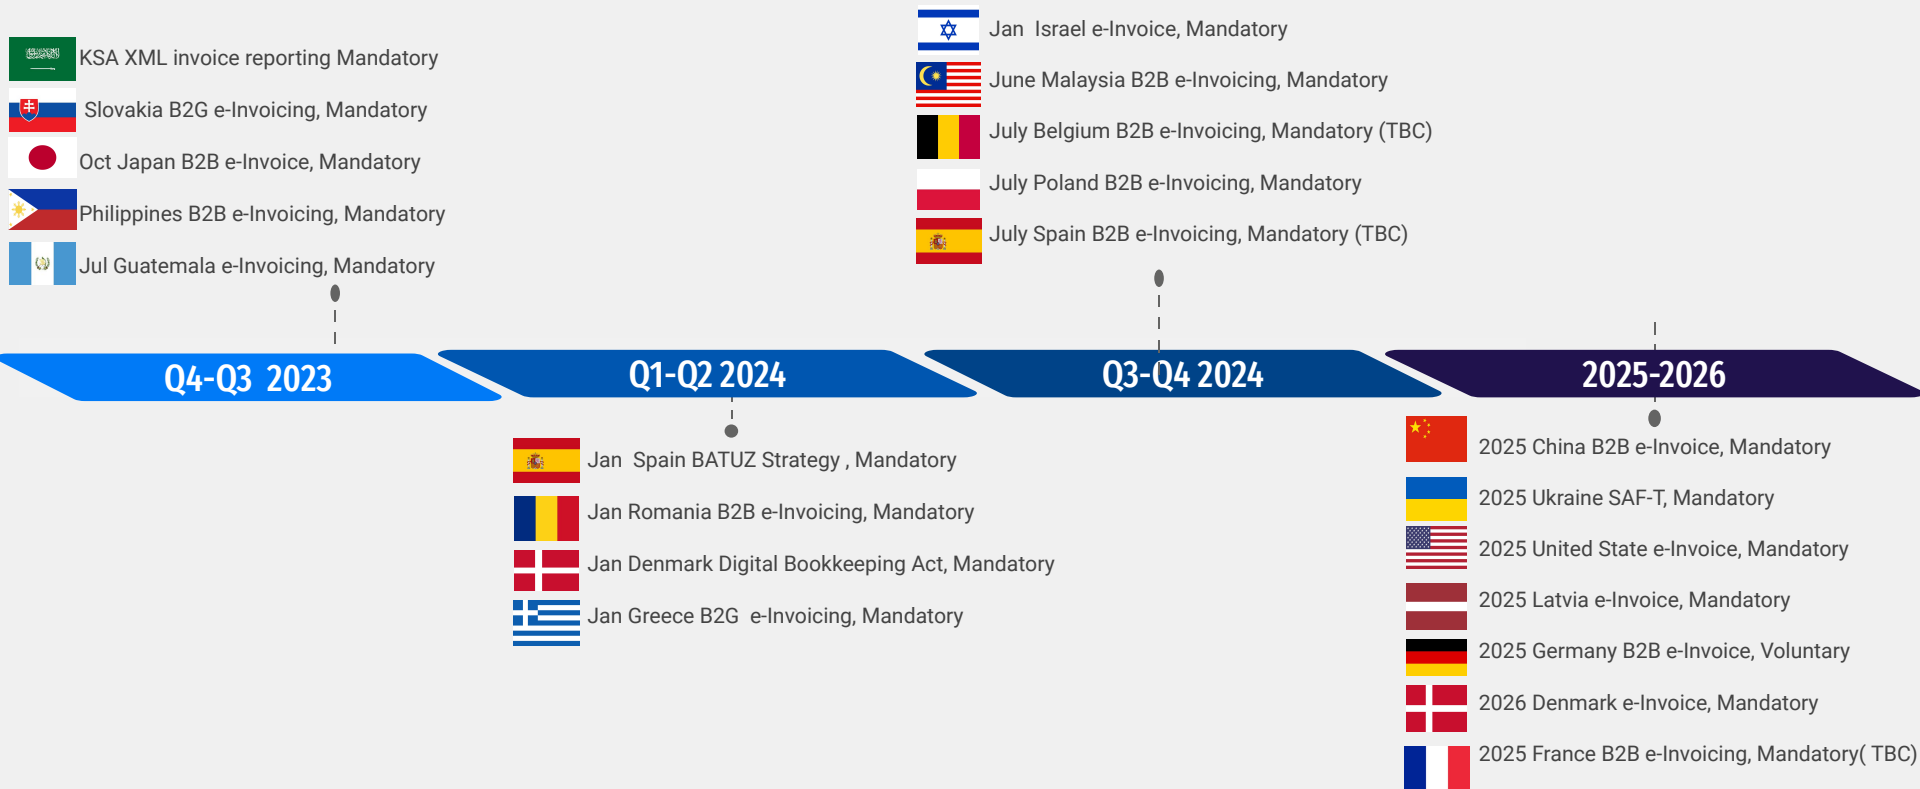 KSA XML invoice reporting Mandatory
Slovakia B2G e-Invoicing, Mandatory
Oct Japan B2B e-Invoice, Mandatory
Philippines B2B e-Invoicing, Mandatory
Jul Guatemala e-Invoicing, Mandatory
Jan Israel e-Invoice, Mandatory
June Malaysia B2B e-Invoicing, Mandatory
July Belgium B2B e-Invoicing, Mandatory (TBC)
July Poland B2B e-Invoicing, Mandatory
July Spain B2B e-Invoicing, Mandatory (TBC)
Q4-Q3 2023
Q1-Q2 2024
Q3-Q4 2024
2025-2026
Jan Spain BATUZ Strategy , Mandatory
Jan Romania B2B e-Invoicing, Mandatory
Jan Denmark Digital Bookkeeping Act, Mandatory
Jan Greece B2G e-Invoicing, Mandatory
2025 China B2B e-Invoice, Mandatory
2025 Ukraine SAF-T, Mandatory
2025 United State e-Invoice, Mandatory
2025 Latvia e-Invoice, Mandatory
2025 Germany B2B e-Invoice, Voluntary
2026 Denmark e-Invoice, Mandatory
2025 France B2B e-Invoicing, Mandatory( TBC)